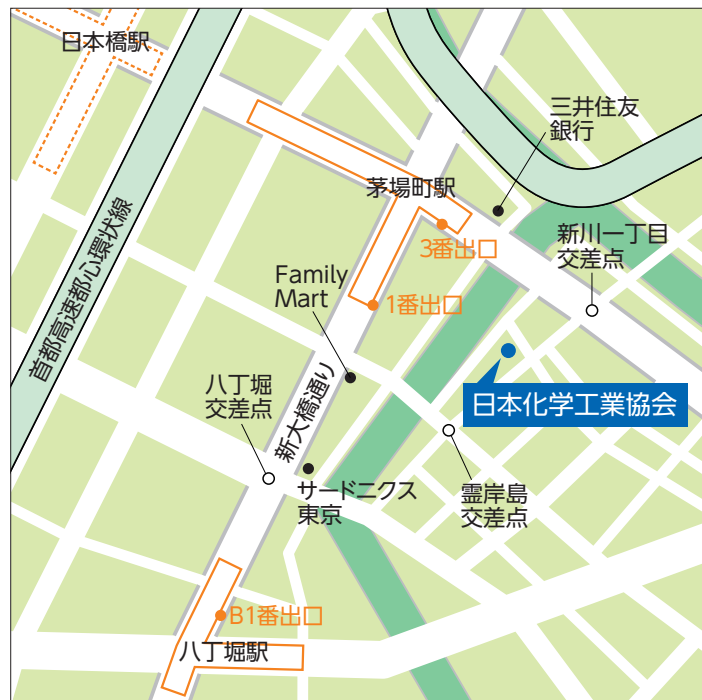 日本橋駅
三井住友
銀行
茅場町駅
新川一丁目
交差点
3番出口
首都高速都心環状線
Family
Mart
1番出口
八丁堀
交差点
新大橋通り
日本化学工業協会
サードニクス
東京
霊岸島
交差点
B1番出口
八丁堀駅